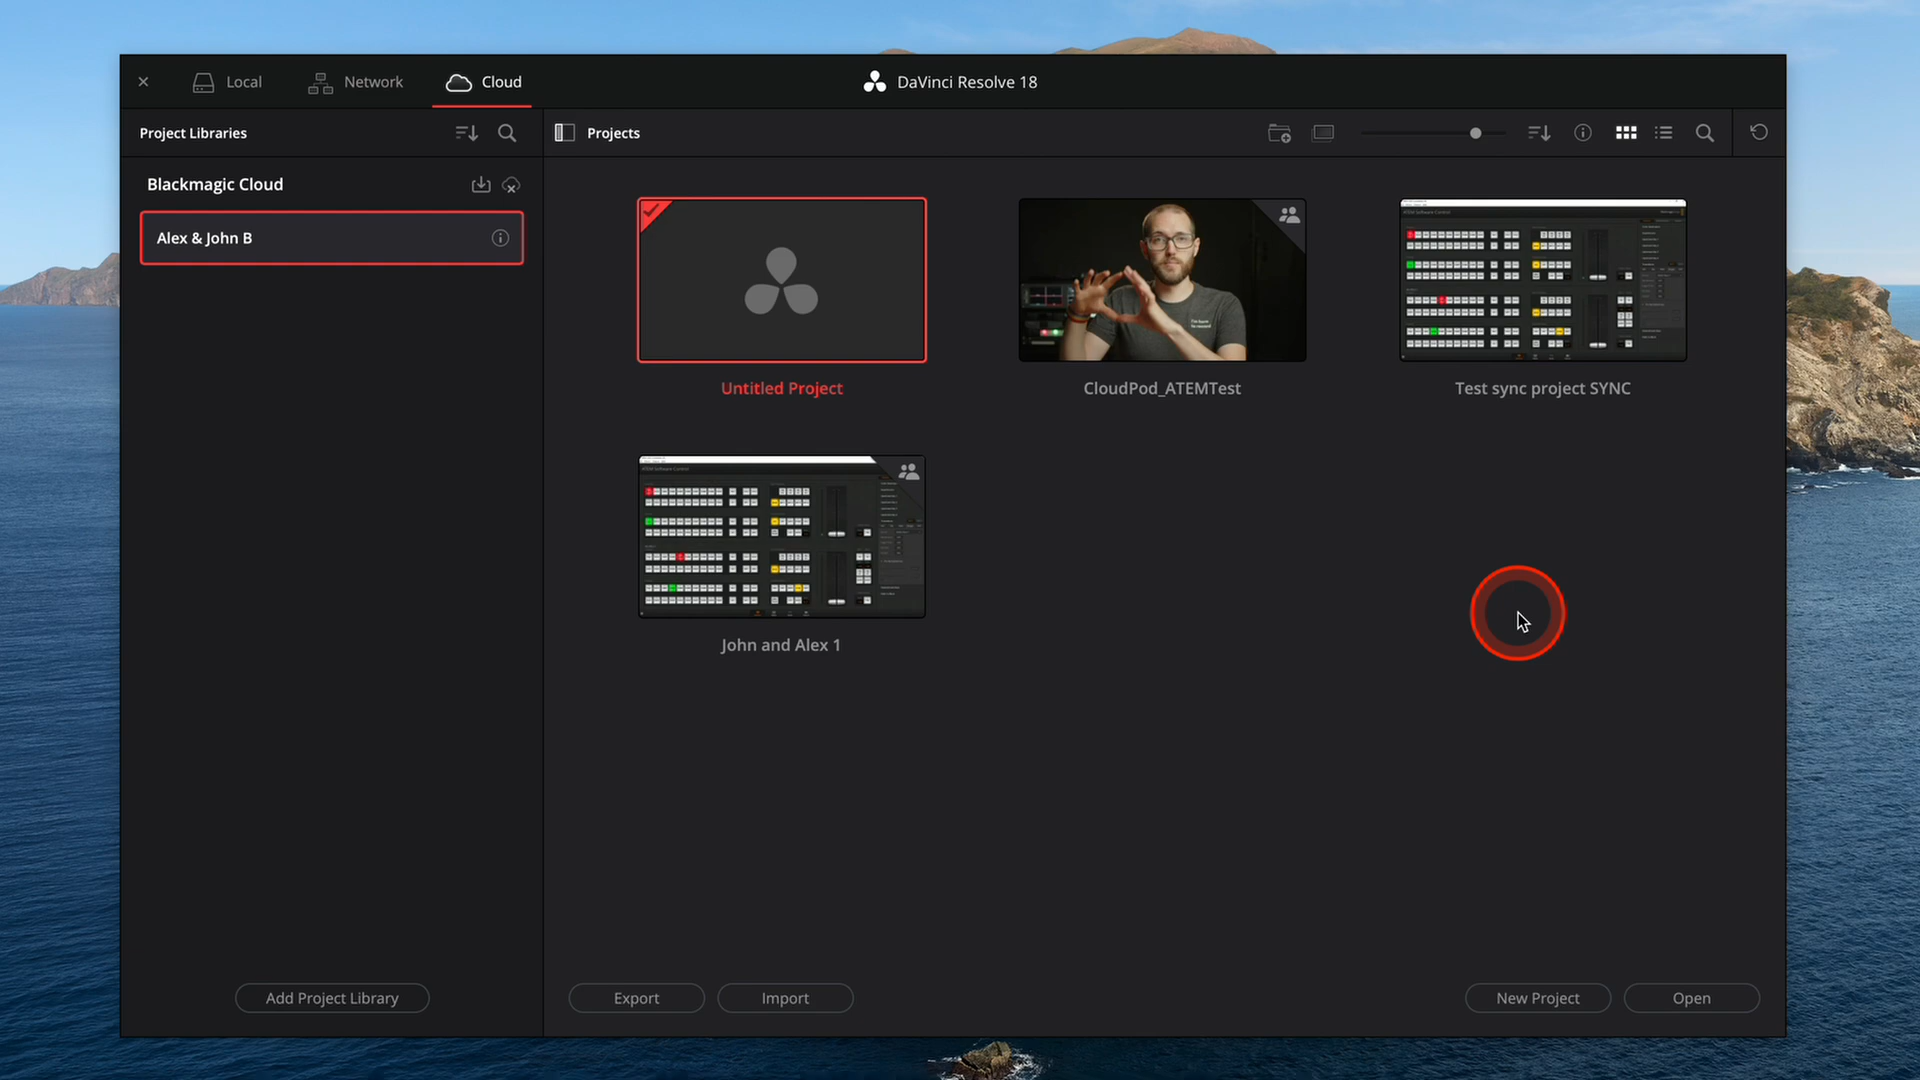 Local
Network
Cloud
DaVinci Resolve 18
Project Libraries
Projects
Blackmagic Cloud
Alex & John B
Untitled Project
CloudPod_ATEMTest
Test sync project SYNC
John and Alex 1
Add Project Library
Export
Import
New Project
Open